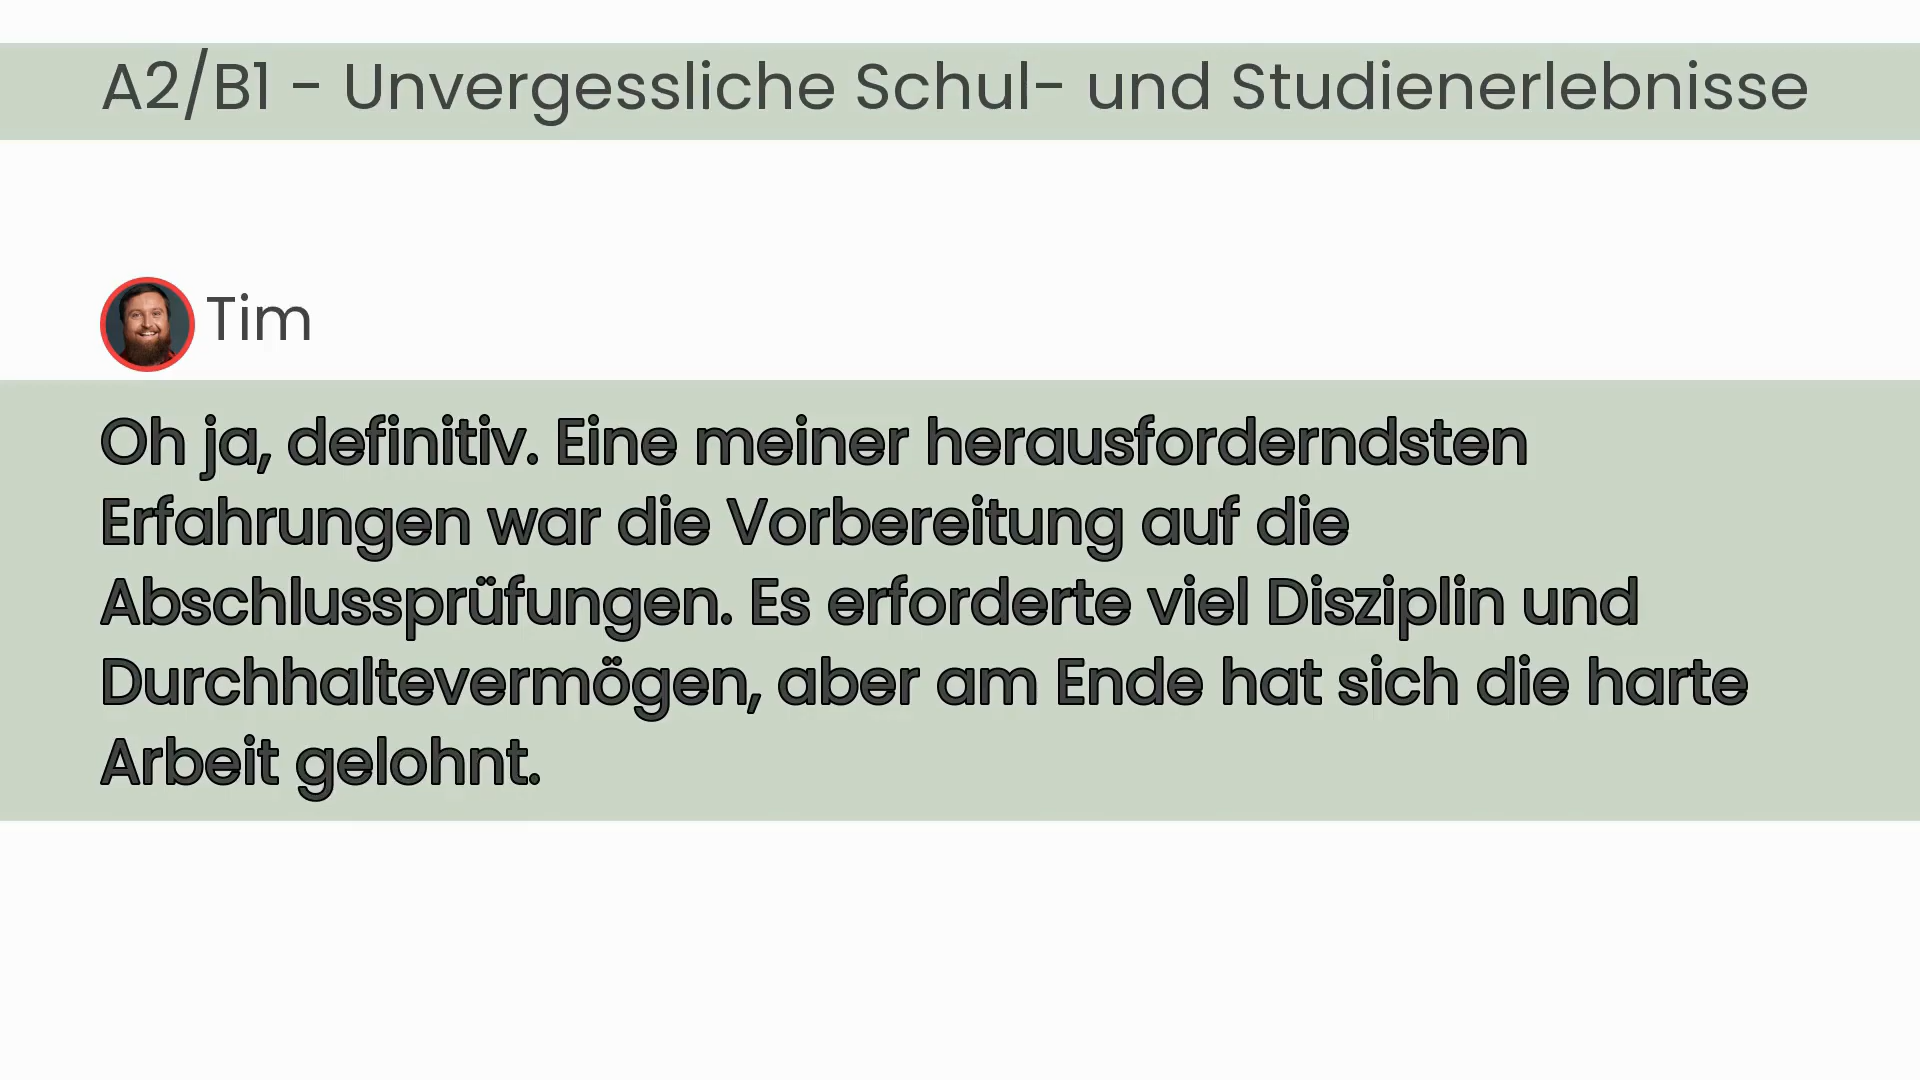 A2/B1 - Unvergessliche Schul- und Studienerlebnisse
Tim
Oh ja, definitiv. Eine meiner herausforderndsten
Erfahrungen war die Vorbereitung auf die
Abschlussprüfungen. Es erforderte viel Disziplin und
Durchhaltevermögen, aber am Ende hat sich die harte
Arbeit gelohnt.